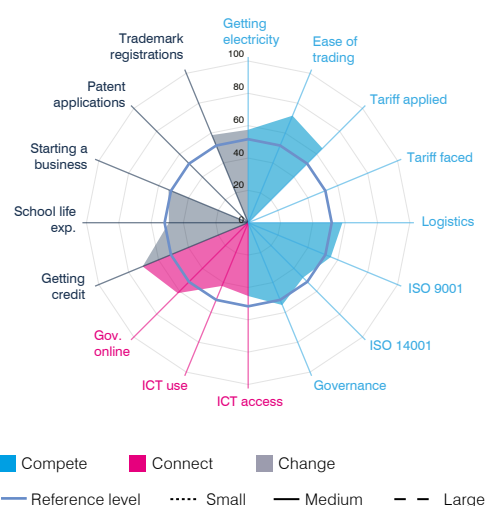 Getting
electricity
Ease of
trading
Tariff applied
Tariff faced
Logistics
ISO 9001
ISO 14001
Governance
ICT access
ICT use
Gov.
online
Getting
credit
School life
exp.
Starting a
business
Patent
applications
Trademark
registrations
100
80
60
40
20
0
Compete
Connect
Change
Reference level
Small
Medium
Large